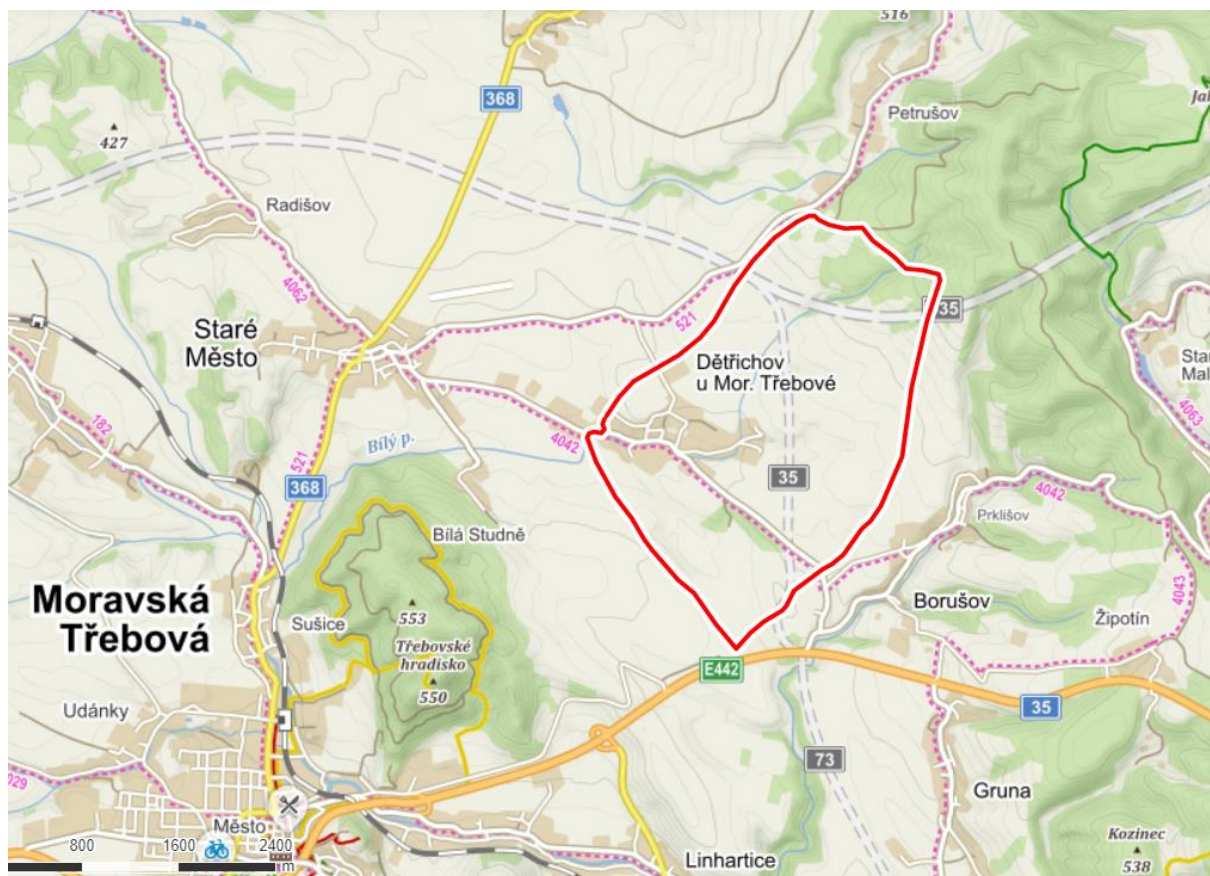 516
368
Petrušov
427
Radišov
4062
35
521
Staré
Město
Dětřichov
u Mor. Třebové
182
Bílý p.
4042
4063
521
368
35
4042
Bílá Studně
Prklišov
Moravská
Třebová
553
Sušice
Třebovské
hradisko
550
Borušov
4043
Žipotín
E442
Udánky
35
73
029
Gruna
Město
Kozinec
538
Linhartice
800
1600
2400
m